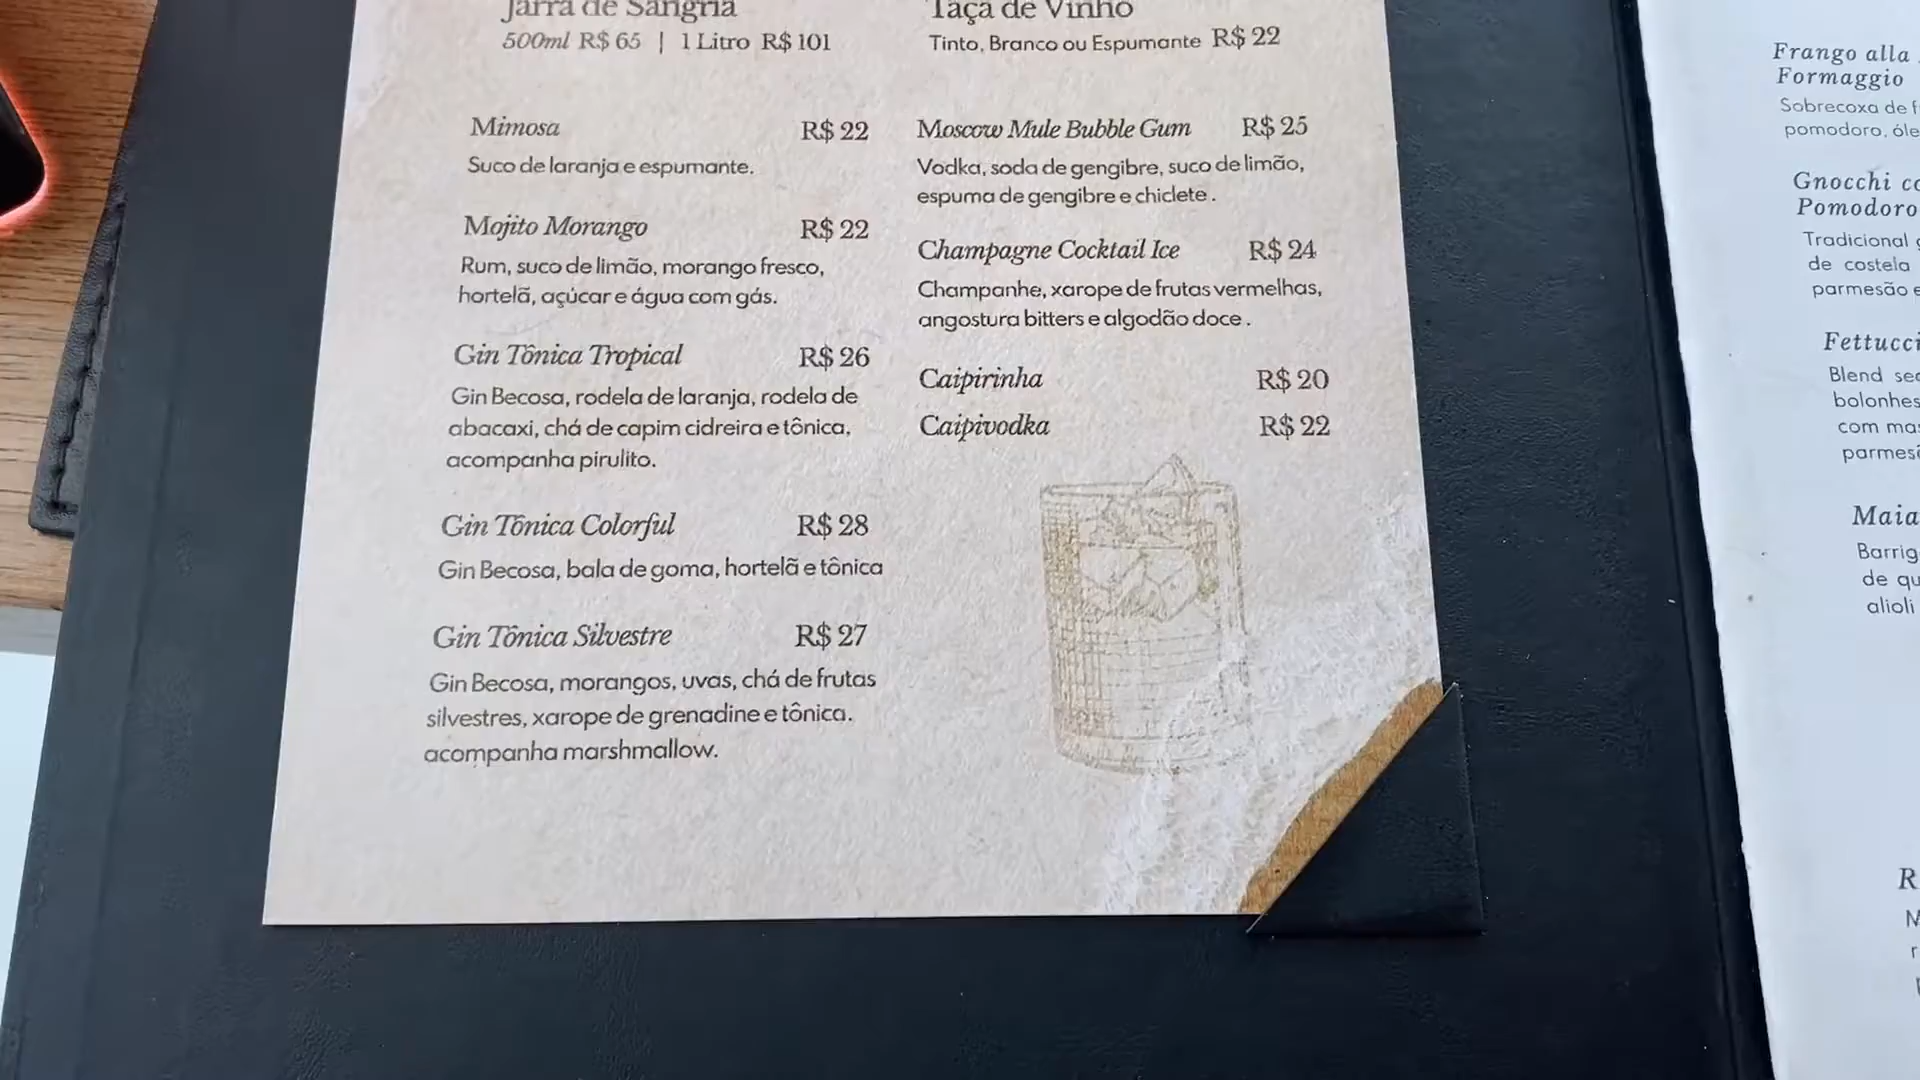 Jarra de Sangria
500ml R$ 65 | 1 Litro R$ 101
Mimosa R$ 22
Suco de laranja e espumante.
Mojito Morango R$ 22
Rum, suco de limão, morango fresco,
hortelã, açúcar e água com gás.
Gin Tônica Tropical R$ 26
Gin Becosa, rodela de laranja, rodela de
abacaxi, chá de capim cidreira e tônica,
acompanha pirulito.
Gin Tônica Colorful R$ 28
Gin Becosa, bala de goma, hortelã e tônica
Gin Tônica Silvestre R$ 27
Gin Becosa, morangos, uvas, chá de frutas
silvestres, xarope de grenadine e tônica.
acompanha marshmallow.
Taça de Vinho
Tinto, Branco ou Espumante R$ 22
Moscow Mule Bubble Gum R$ 25
Vodka, soda de gengibre, suco de limão,
espuma de gengibre e chiclete .
Champagne Cocktail Ice R$ 24
Champanhe, xarope de frutas vermelhas,
angostura bitters e algodão doce .
Caipirinha R$ 20
Caipivodka R$ 22
Frango alla
Formaggio
Sobrecoxa de
pomodoro,
Gnocchi
Pomodoro
Tradicional
de costela
parmesão
Blend
com
de
alioli